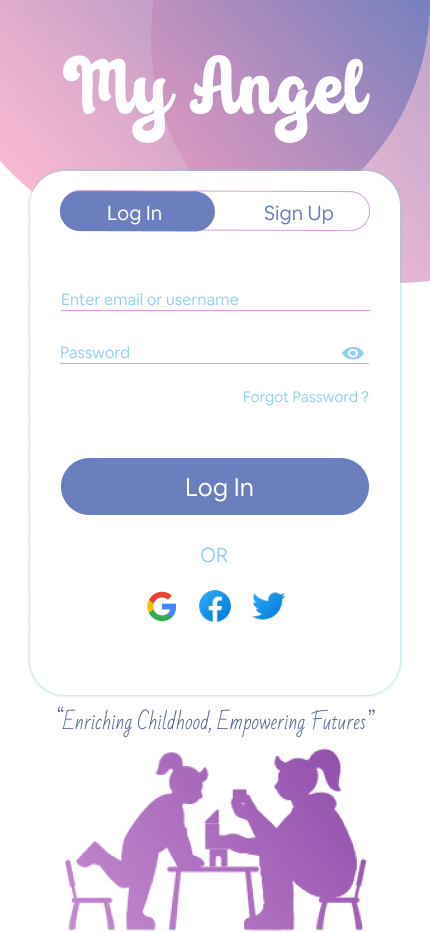 My Angel
Log In
Sign Up
Enter email or username
Password
Forgot Password ?
Log In
OR
“Enriching Childhood, Empowering Futures”